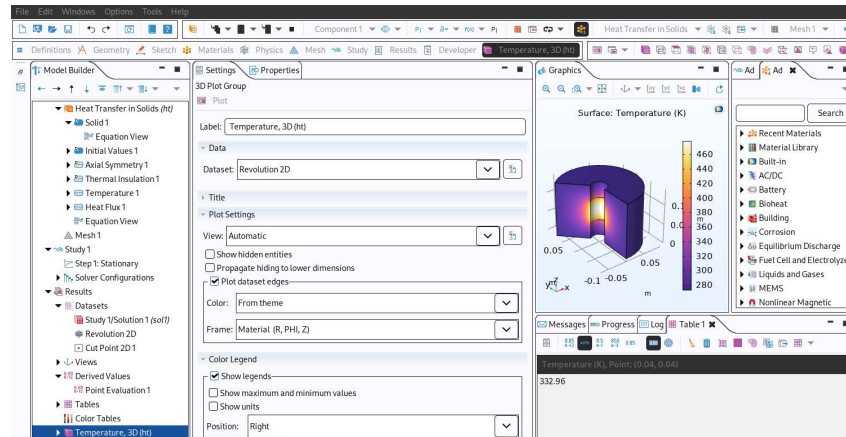 File Edit Windows Options Tools Help
Component 1 Pi a= f(x) Pi Heat Transfer in Solids Mesh 1
Definitions Geometry Sketch Materials Physics Mesh Study Results Developer Temperature, 3D (ht)
Model Builder
Heat Transfer in Solids (ht)
Solid 1
Equation View
Initial Values 1
Axial Symmetry 1
Thermal Insulation 1
Temperature 1
Heat Flux 1
Equation View
Mesh 1
Study 1
Step 1: Stationary
Solver Configurations
Results
Datasets
Study 1/Solution 1 (sol1)
Revolution 2D
Cut Point 2D 1
Views
Derived Values
Point Evaluation 1
Tables
Color Tables
Temperature, 3D (ht)
Settings Properties
3D Plot Group
Plot
Label: Temperature, 3D (ht)
Data
Dataset: Revolution 2D
Title
Plot Settings
View: Automatic
Show hidden entities
Propagate hiding to lower dimensions
Plot dataset edges
Color: From theme
Frame: Material (R, PHI, Z)
Color Legend
Show legends
Show maximum and minimum values
Show units
Position: Right
Graphics
Surface: Temperature (K)
460
440
420
400
380
360
340
320
300
280
0.1
0.0
0
m
0.05
0.05
-0.1 -0.05
m
y z x
Messages Progress Log Table 1
8.85
Temperature (K), Point: (0.04, 0.04)
332.96
Ad Ad
Search
Recent Materials
Material Library
Built-in
AC/DC
Battery
Bioheat
Building
Corrosion
Equilibrium Discharge
Fuel Cell and Electrolyze
Liquids and Gases
MEMS
Nonlinear Magnetic